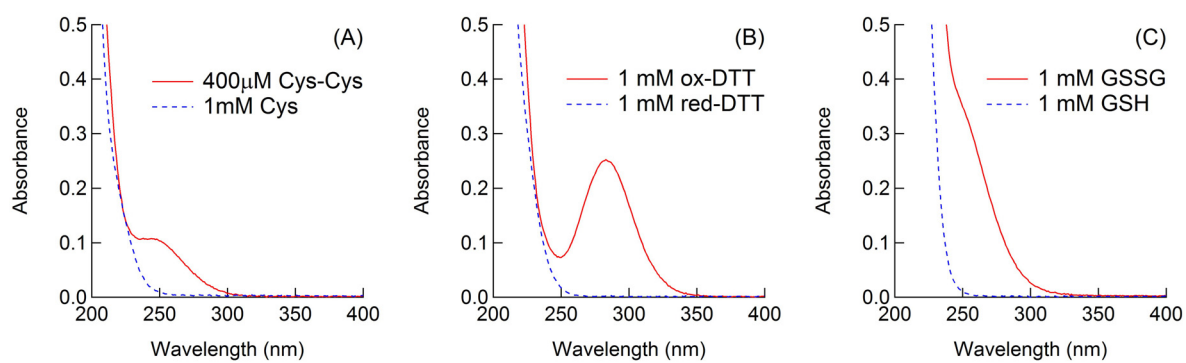 (A)
0.5
0.4
0.3
0.2
0.1
0.0
Absorbance
400μM Cys-Cys
1mM Cys
200 250 300 350 400
Wavelength (nm)
(B)
0.5
0.4
0.3
0.2
0.1
0.0
Absorbance
1 mM ox-DTT
1 mM red-DTT
200 250 300 350 400
Wavelength (nm)
(C)
0.5
0.4
0.3
0.2
0.1
0.0
Absorbance
1 mM GSSG
1 mM GSH
200 250 300 350 400
Wavelength (nm)